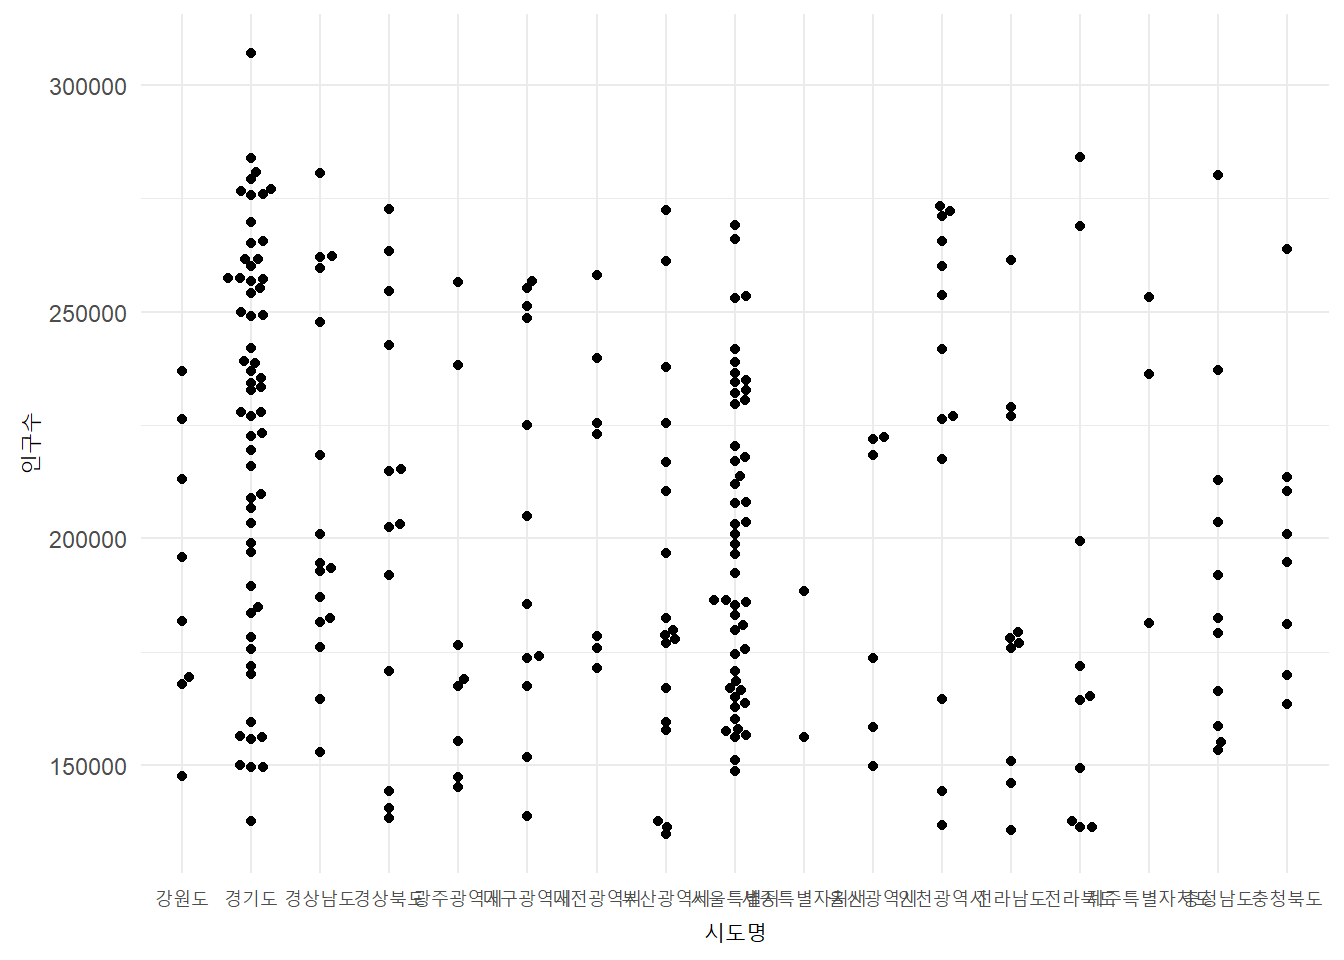 300000
250000
200000
150000
인구수
강원도 경기도 경상남도 경상북도 광주광역시 대구광역시 대전광역시 부산광역시 서울특별시 세종특별자치시 울산광역시 인천광역시 전라남도 전라북도 제주특별자치도 충청남도 충청북도
시도명